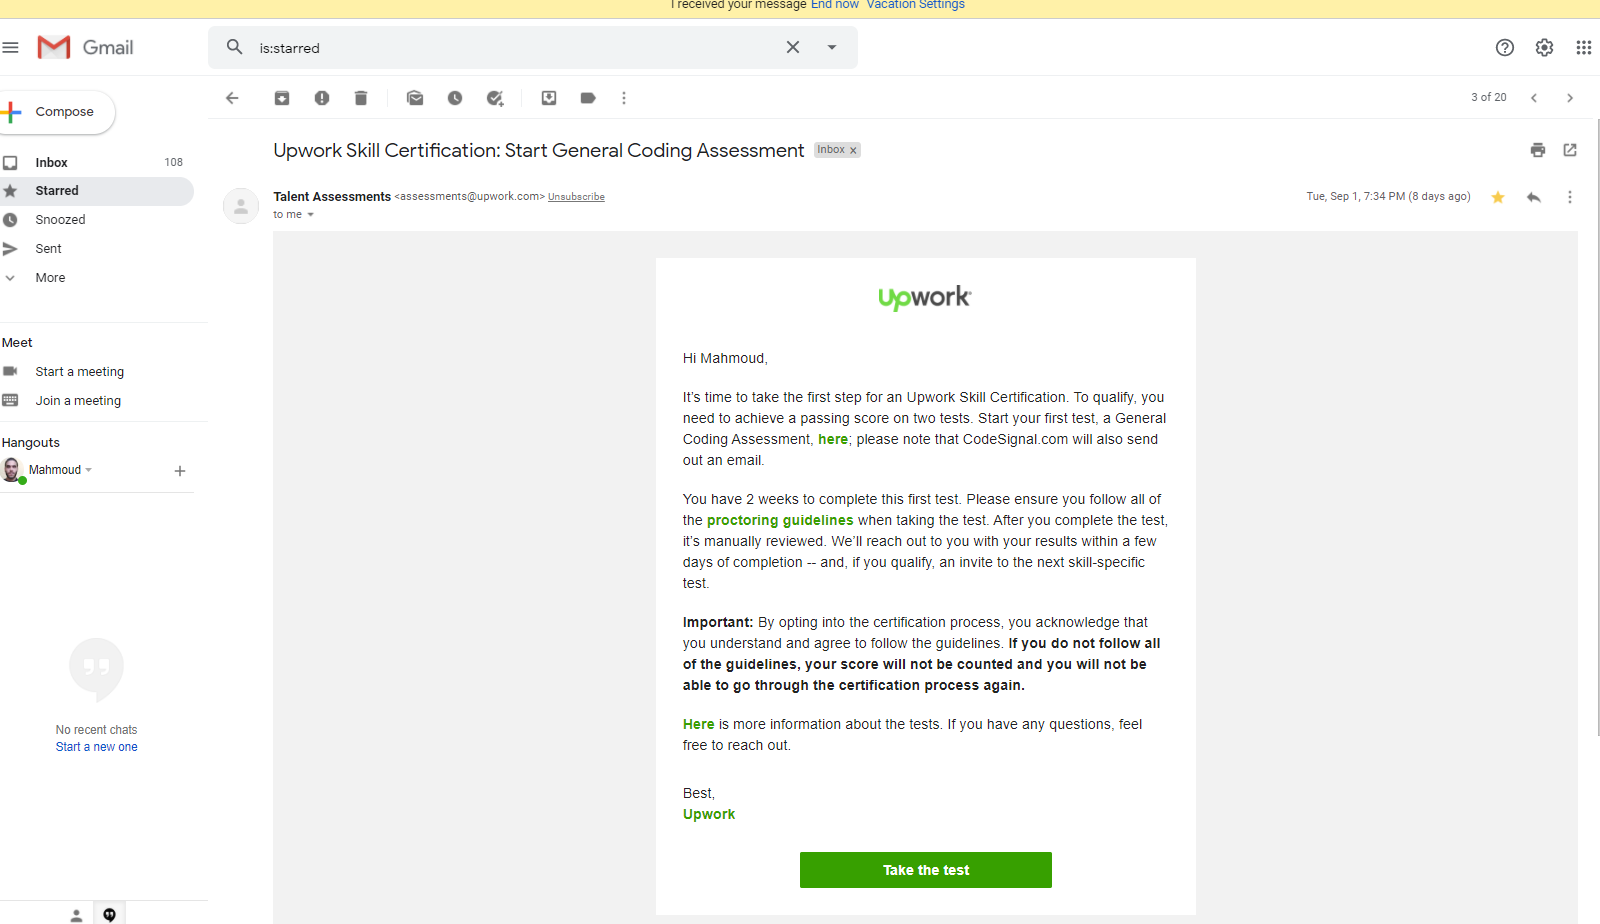 I received your message End now Vacation Settings
Gmail
is:starred
Compose
3 of 20
Upwork Skill Certification: Start General Coding Assessment Inbox x
Inbox 108
Starred
Snoozed
Sent
More
Talent Assessments <assessments@upwork.com> Unsubscribe
Tue, Sep 1, 7:34 PM (8 days ago)
to me
Meet
Start a meeting
Join a meeting
Hangouts
Mahmoud
No recent chats
Start a new one
upwork
Hi Mahmoud,
It's time to take the first step for an Upwork Skill Certification. To qualify, you
need to achieve a passing score on two tests. Start your first test, a General
Coding Assessment, here; please note that CodeSignal.com will also send
out an email.
You have 2 weeks to complete this first test. Please ensure you follow all of
the proctoring guidelines when taking the test. After you complete the test,
it's manually reviewed. We'll reach out to you with your results within a few
days of completion -- and, if you qualify, an invite to the next skill-specific
test.
Important: By opting into the certification process, you acknowledge that
you understand and agree to follow the guidelines. If you do not follow all
of the guidelines, your score will not be counted and you will not be
able to go through the certification process again.
Here is more information about the tests. If you have any questions, feel
free to reach out.
Best,
Upwork
Take the test